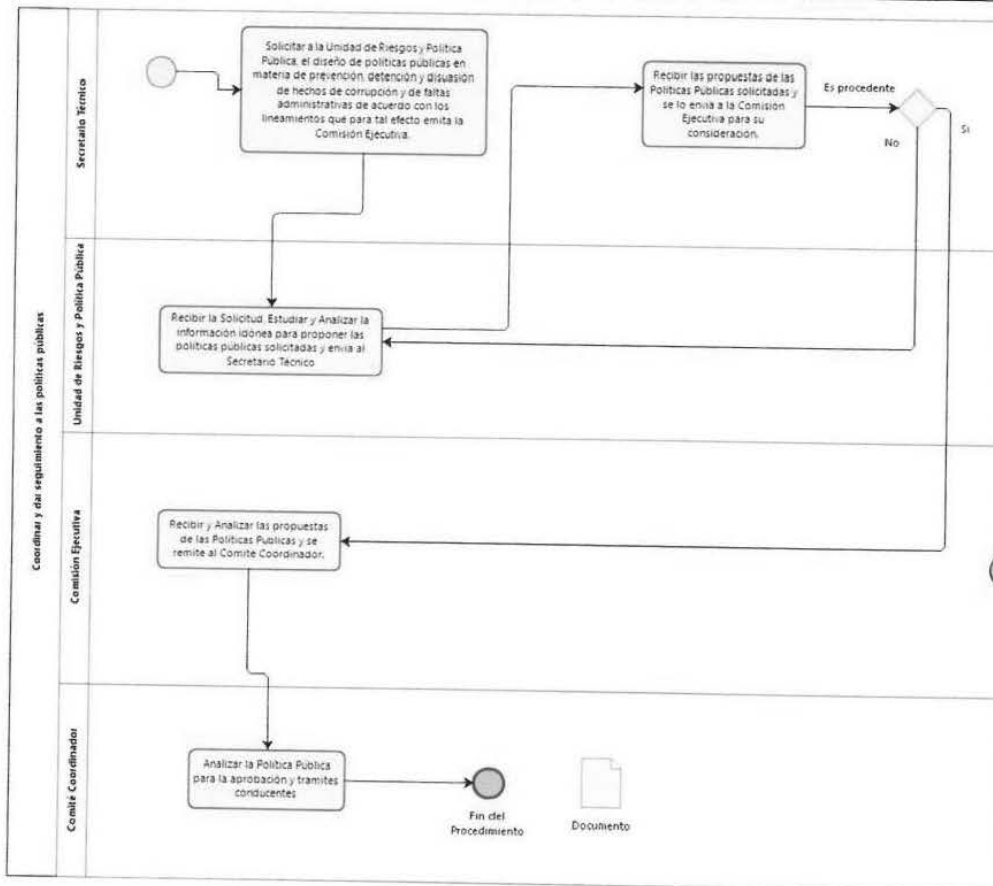 Coordinar y dar seguimiento a las políticas públicas
Secretario Técnico
Solicitar a la Unidad de Riesgos y Política
Pública, el diseño de políticas públicas en
materia de prevención, detención y disuasión
de hechos de corrupción y de faltas
administrativas de acuerdo con los
lineamientos que para tal efecto emita la
Comisión Ejecutiva.
Recibir las propuestas de las
Políticas Públicas solicitadas y
se lo envía a la Comisión
Ejecutiva para su
consideración.
Es procedente
Si
No
Unidad de Riesgos y Política Pública
Recibir la Solicitud, Estudiar y Analizar la
información idónea para proponer las
políticas públicas solicitadas y envia al
Secretario Técnico
Comisión Ejecutiva
Recibir y Analizar las propuestas
de las Políticas Publicas y se
remite al Comité Coordinador.
Comité Coordinador
Analizar la Política Pública
para la aprobación y tramites
conducentes
Fin del
Procedimiento
Documento